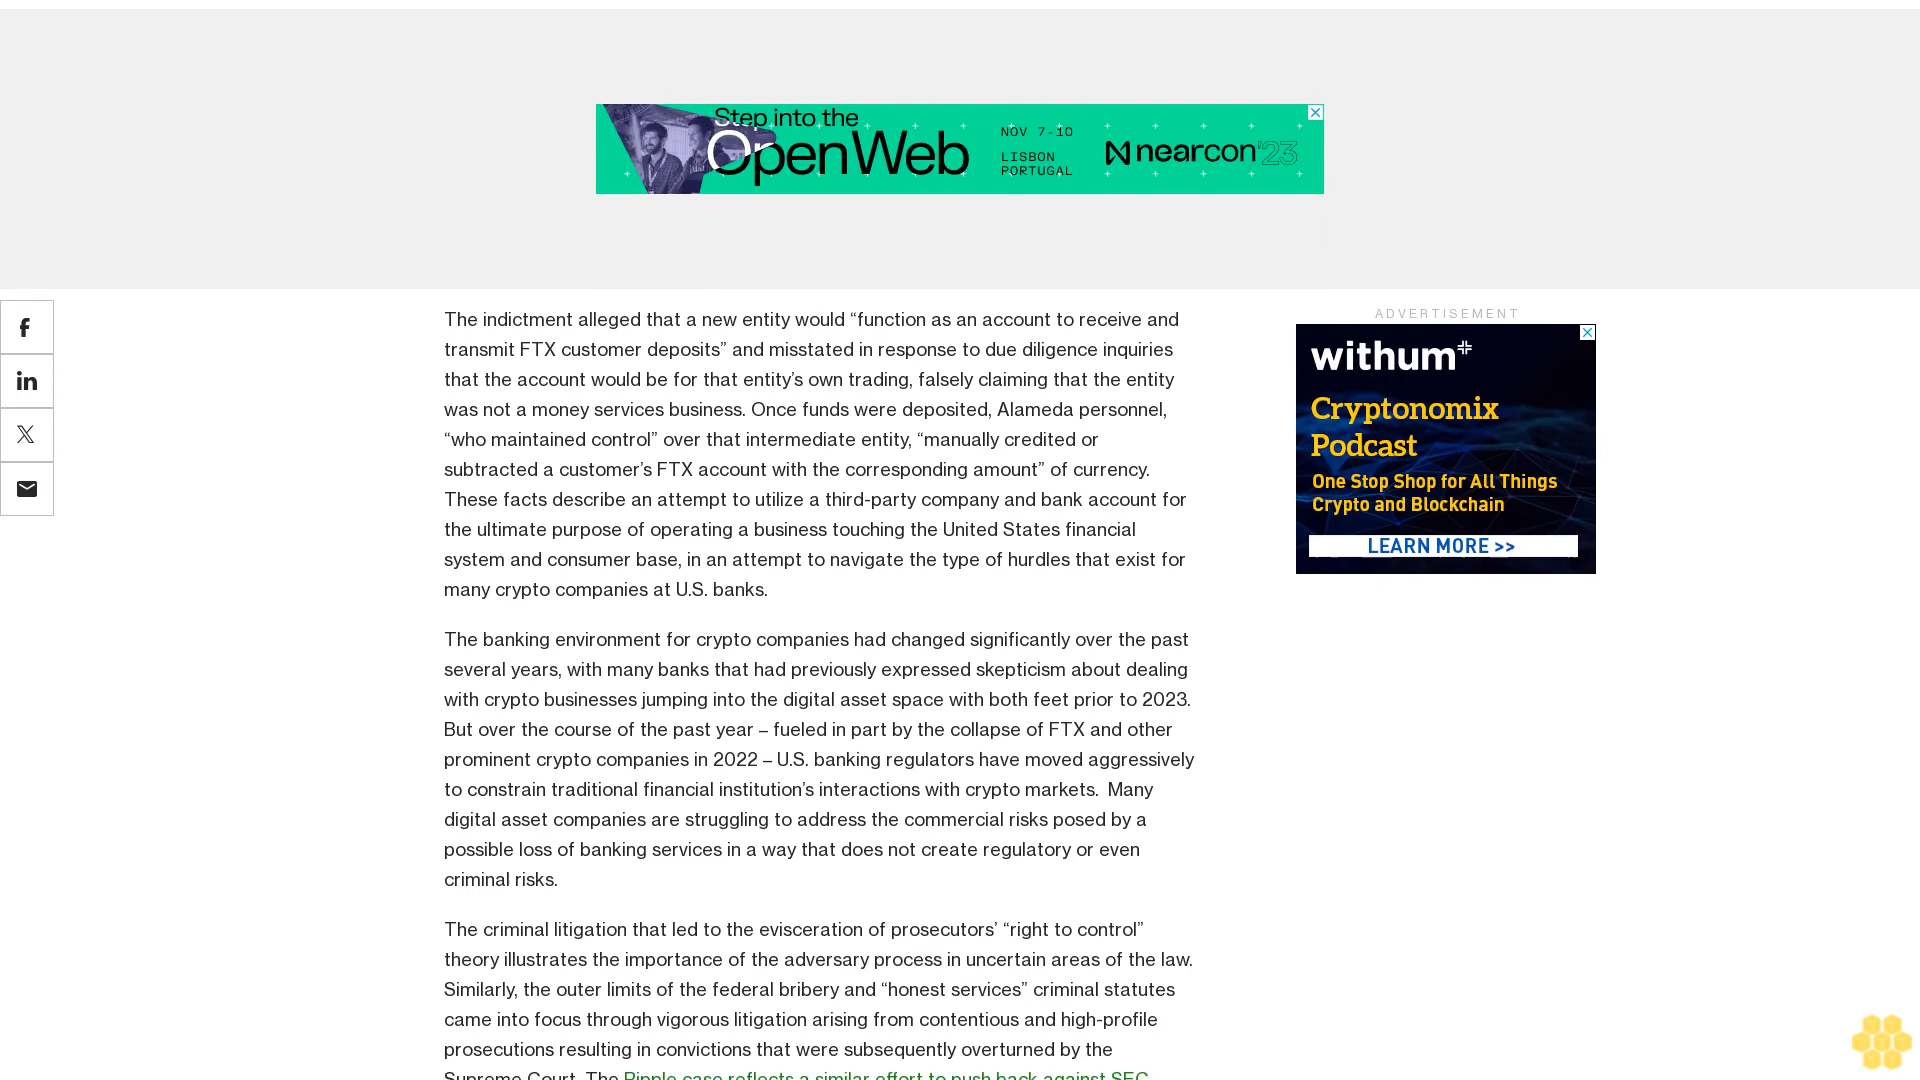 Step into the
OpenWeb
NOV 7-10
LISBON
PORTUGAL
nearcon'23
The indictment alleged that a new entity would “function as an account to receive and
transmit FTX customer deposits” and misstated in response to due diligence inquiries
that the account would be for that entity’s own trading, falsely claiming that the entity
was not a money services business. Once funds were deposited, Alameda personnel,
“who maintained control” over that intermediate entity, “manually credited or
subtracted a customer’s FTX account with the corresponding amount” of currency.
These facts describe an attempt to utilize a third-party company and bank account for
the ultimate purpose of operating a business touching the United States financial
system and consumer base, in an attempt to navigate the type of hurdles that exist for
many crypto companies at U.S. banks.
The banking environment for crypto companies had changed significantly over the past
several years, with many banks that had previously expressed skepticism about dealing
with crypto businesses jumping into the digital asset space with both feet prior to 2023.
But over the course of the past year – fueled in part by the collapse of FTX and other
prominent crypto companies in 2022 – U.S. banking regulators have moved aggressively
to constrain traditional financial institution’s interactions with crypto markets.  Many
digital asset companies are struggling to address the commercial risks posed by a
possible loss of banking services in a way that does not create regulatory or even
criminal risks.
The criminal litigation that led to the evisceration of prosecutors’ “right to control”
theory illustrates the importance of the adversary process in uncertain areas of the law.
Similarly, the outer limits of the federal bribery and “honest services” criminal statutes
came into focus through vigorous litigation arising from contentious and high-profile
prosecutions resulting in convictions that were subsequently overturned by the
Supreme Court. The Ripple case reflects a similar effort to push back against SEC
ADVERTISEMENT
withum
Cryptonomix
Podcast
One Stop Shop for All Things
Crypto and Blockchain
LEARN MORE >>